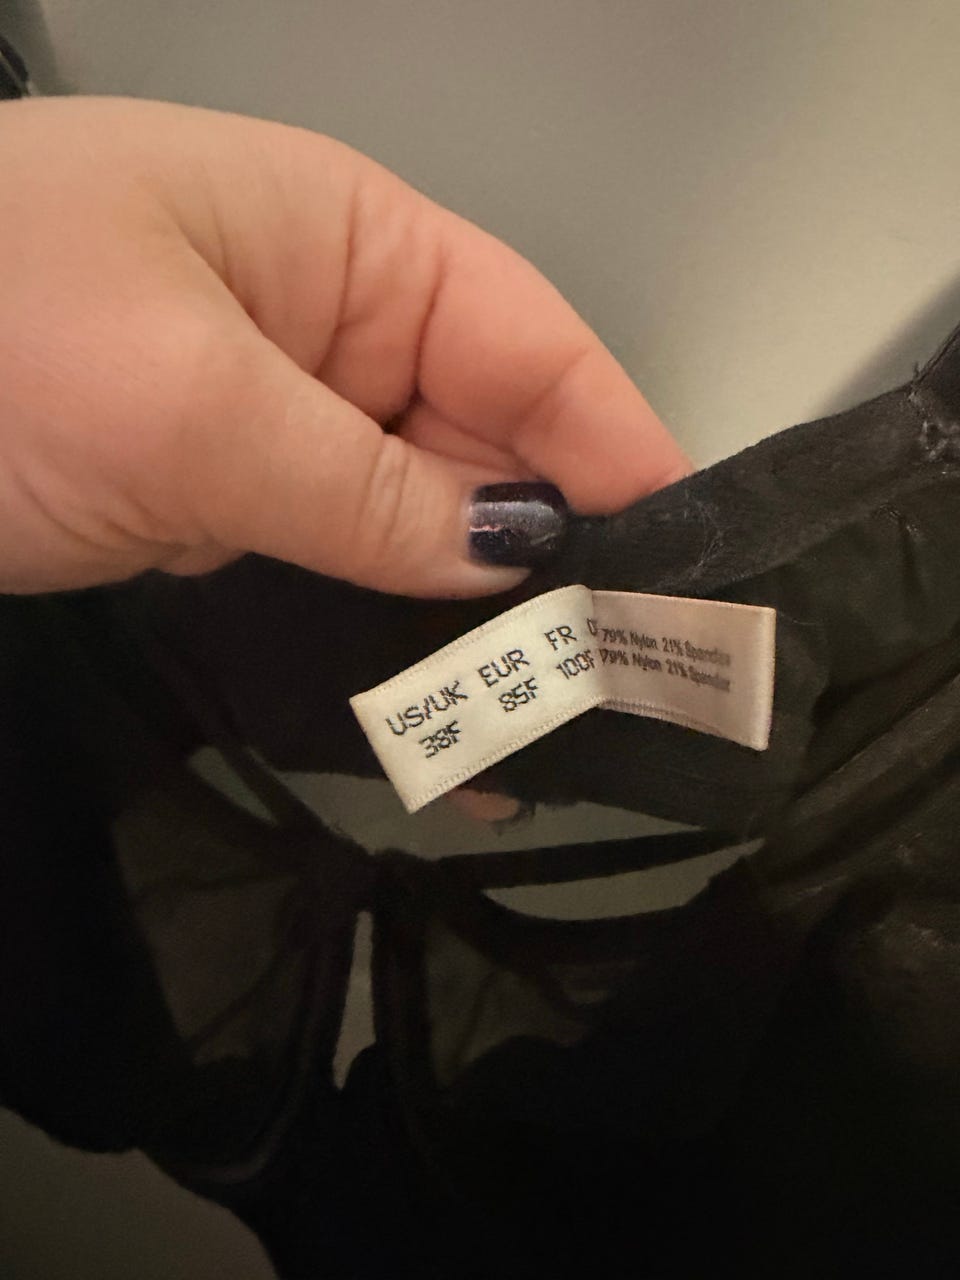 US/UK EUR FR
38F 85F 100F
79% Nylon 21% Spandex
79% Nylon 21% Spandex